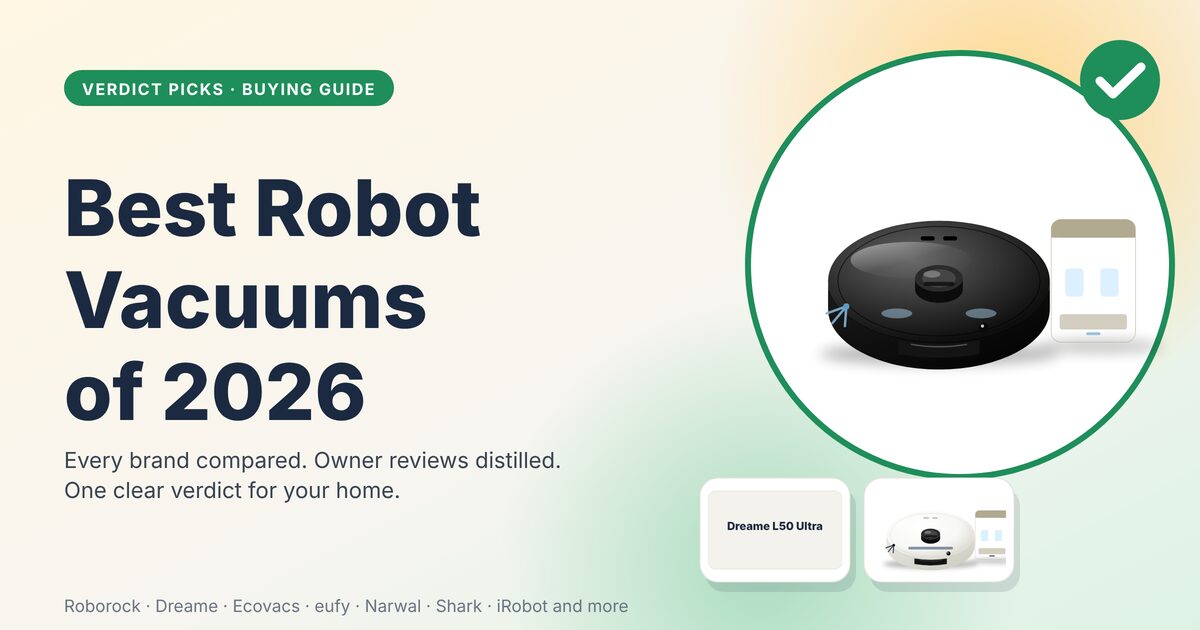 VERDICT PICKS · BUYING GUIDE
Best Robot
Vacuums
of 2026
Every brand compared. Owner reviews distilled.
One clear verdict for your home.
Dreame L50 Ultra
Roborock · Dreame · Ecovacs · eufy · Narwal · Shark · iRobot and more